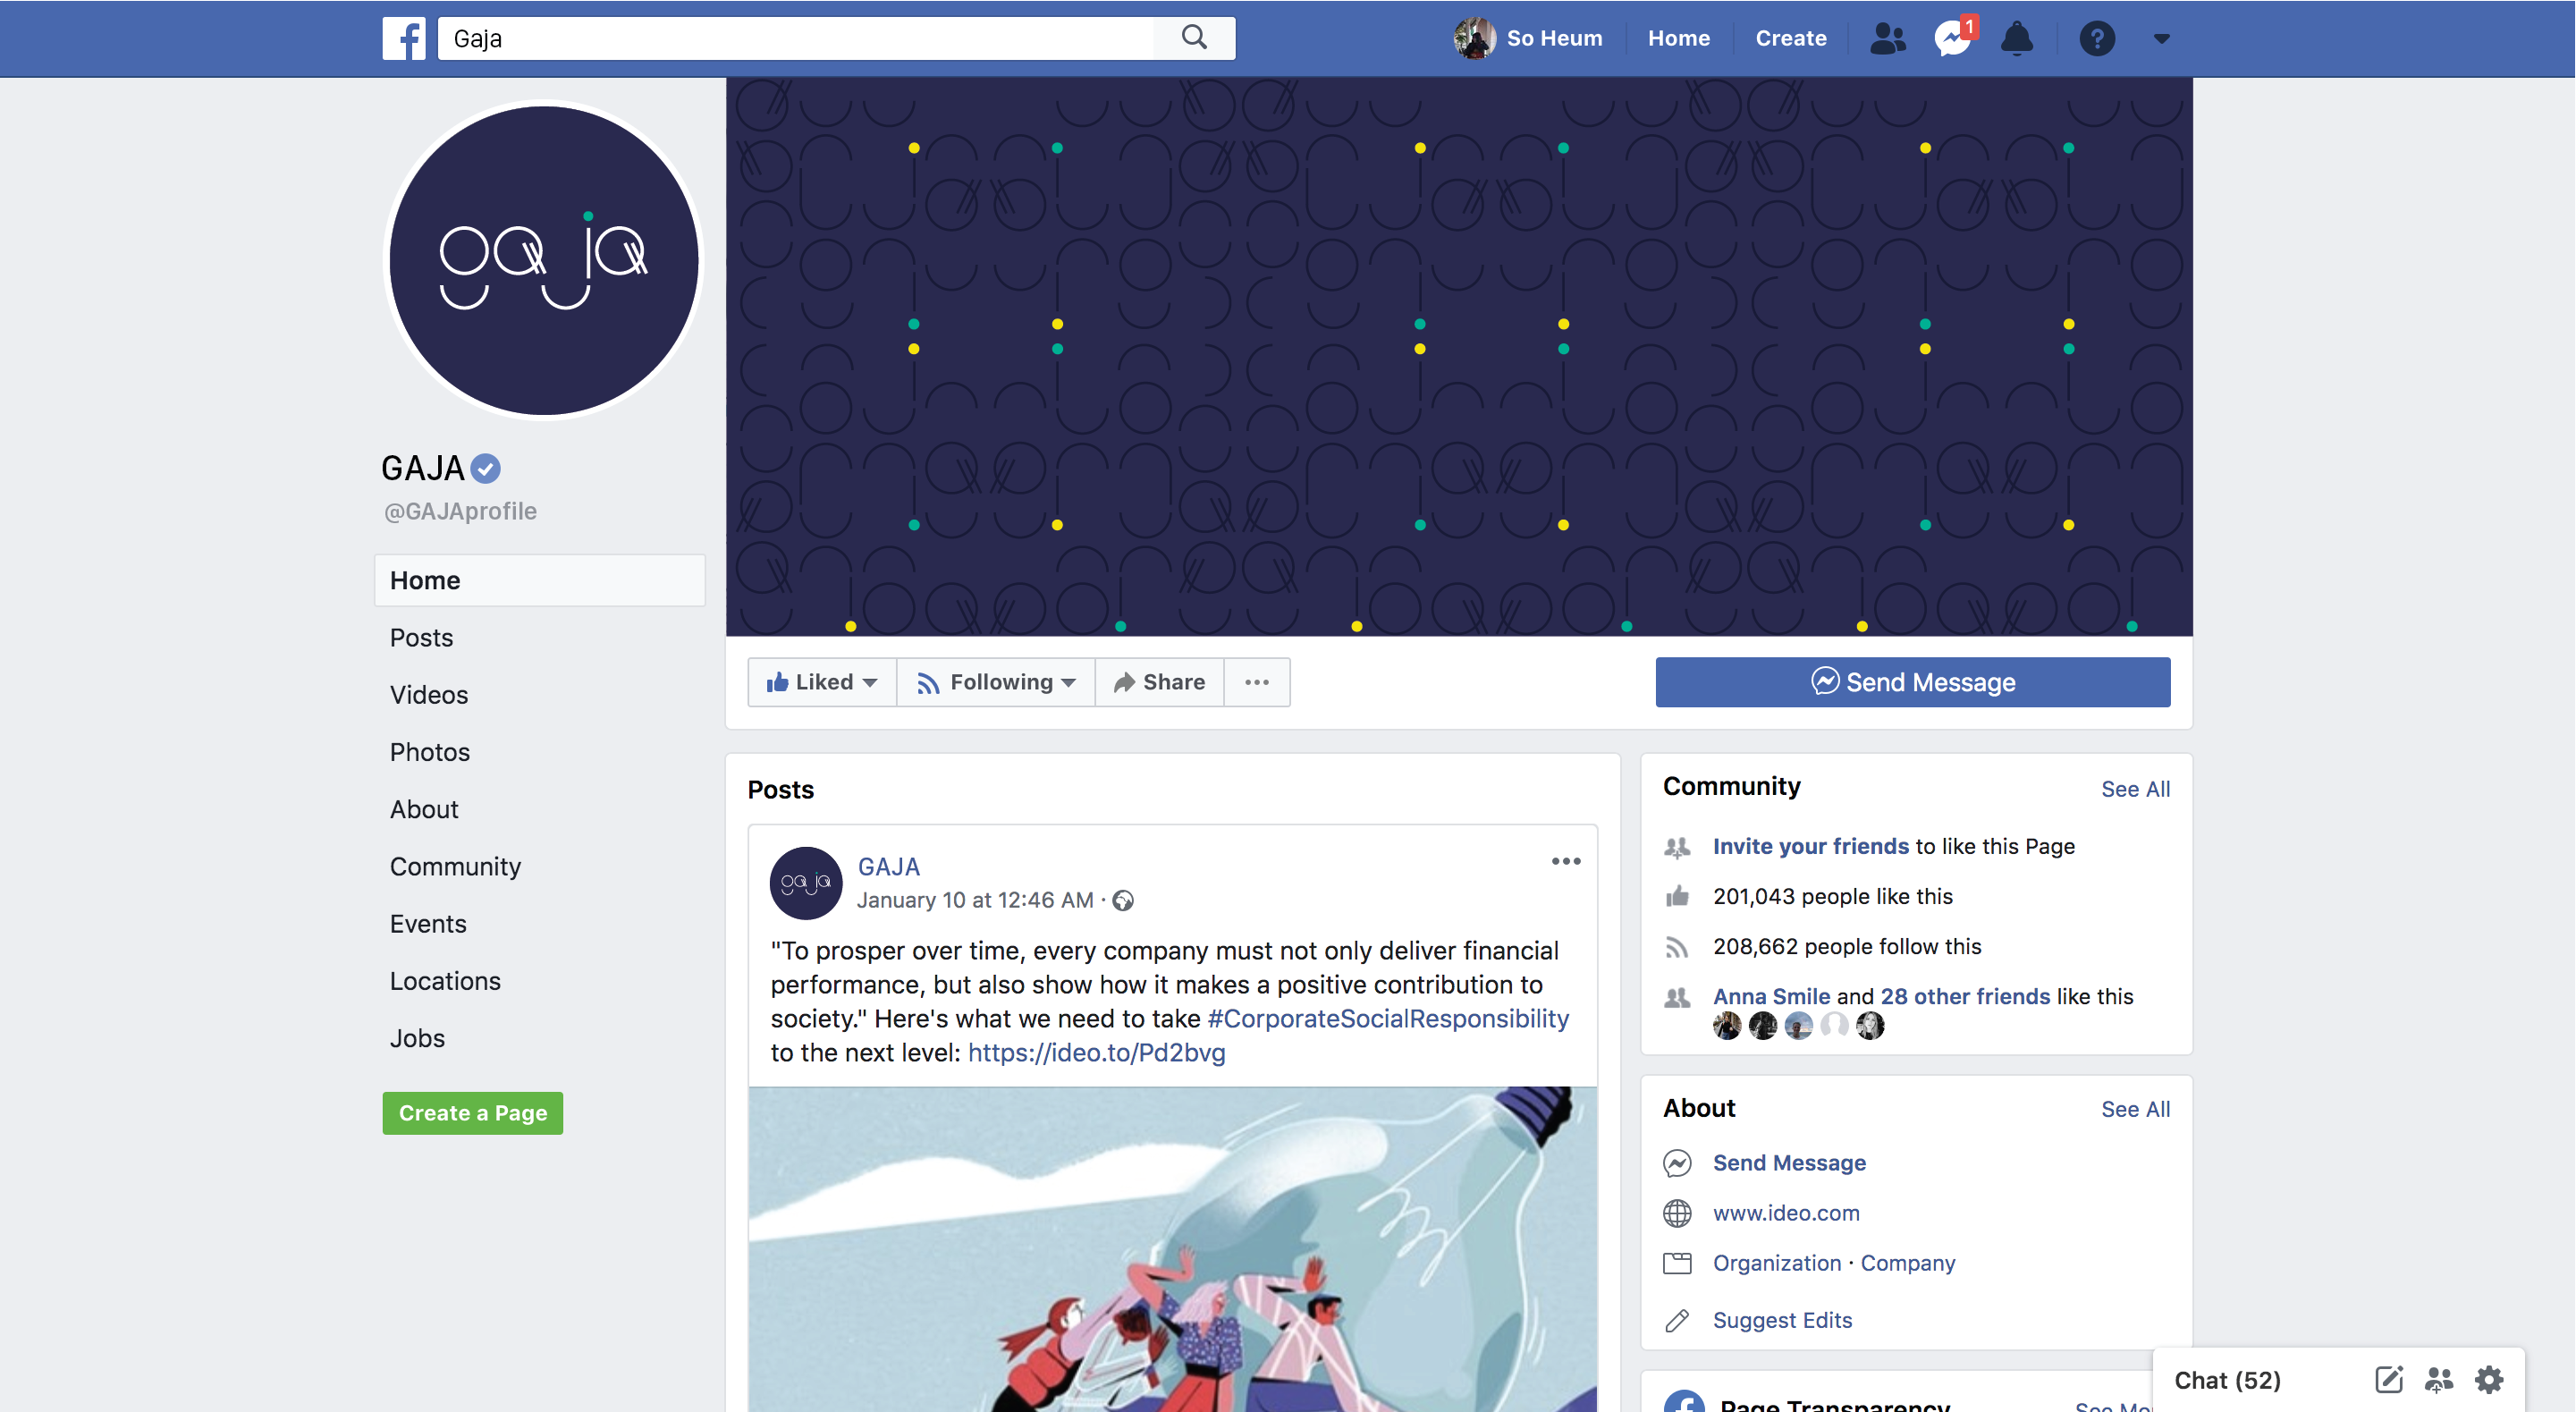 Gaja
So Heum
Home
Create
1
gaja
GAJA
@GAJAprofile
Home
Posts
Videos
Photos
About
Community
Events
Locations
Jobs
Create a Page
Liked
Following
Share
Send Message
Posts
gaja
GAJA
January 10 at 12:46 AM ·
"To prosper over time, every company must not only deliver financial
performance, but also show how it makes a positive contribution to
society." Here's what we need to take #CorporateSocialResponsibility
to the next level: https://ideo.to/Pd2bvg
Community
See All
Invite your friends to like this Page
201,043 people like this
208,662 people follow this
Anna Smile and 28 other friends like this
About
See All
Send Message
www.ideo.com
Organization · Company
Suggest Edits
Page Transparency
See Mo
Chat (52)